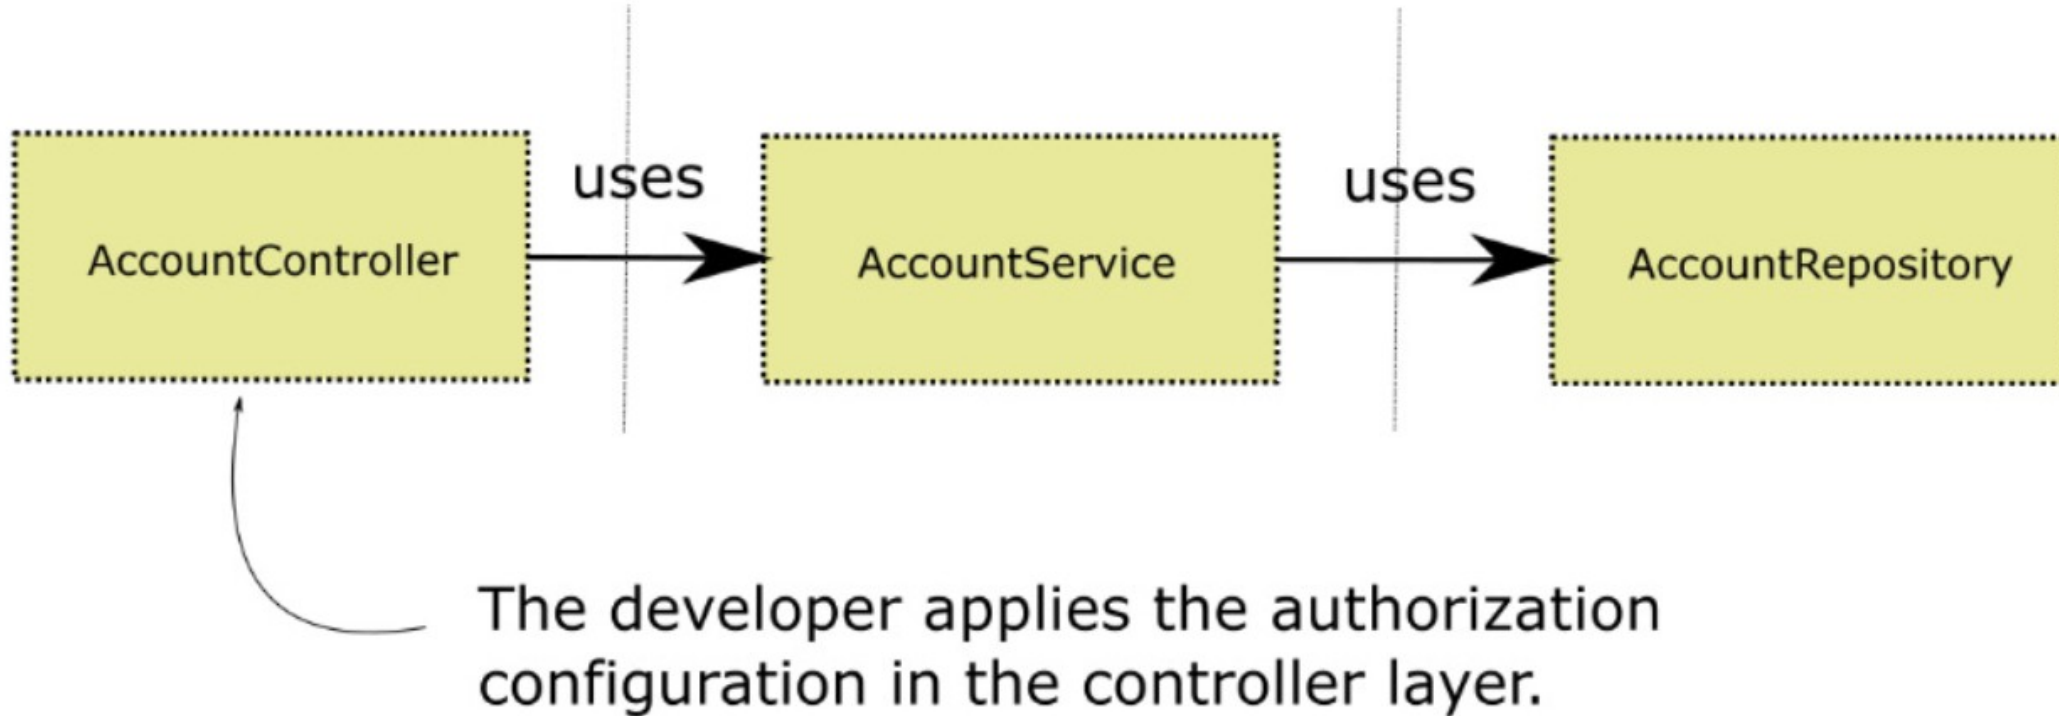 uses
uses
AccountController
AccountService
AccountRepository
The developer applies the authorization
configuration in the controller layer.